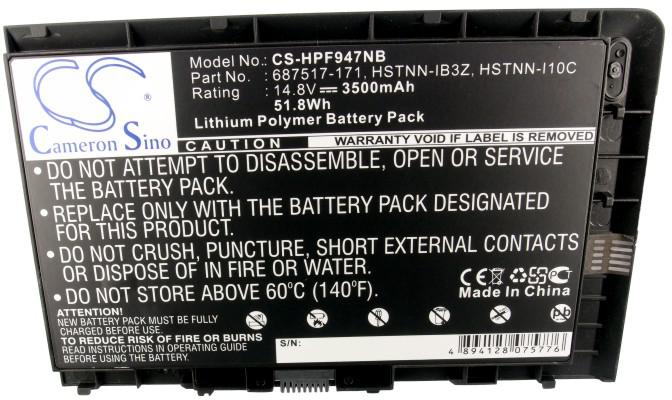 CS
Cameron Sino
Model No.: CS-HPF947NB
Part No. : 687517-171, HSTNN-IB3Z, HSTNN-I10C
Rating : 14.8V 3500mAh
51.8Wh
Lithium Polymer Battery Pack
CAUTION WARRANTY VOID IF LABEL IS REMOVED
• DO NOT ATTEMPT TO DISASSEMBLE, OPEN OR SERVICE
THE BATTERY PACK.
• REPLACE ONLY WITH THE BATTERY PACK DESIGNATED
FOR THIS PRODUCT.
• DO NOT CRUSH, PUNCTURE, SHORT EXTERNAL CONTACTS
OR DISPOSE OF IN FIRE OR WATER.
• DO NOT STORE ABOVE 60°C (140°F).
CE PCT
Made In China
ATTENTION!
NEW BATTERY PACK MUST BE FULLY
CHARGED BEFORE USE.
TO REDUCE RISK OF FIRE OR BURNS
READ INSTRUCTIONS IN OPERATING GUIDE.
Pb
S/N:
4 894128 075776